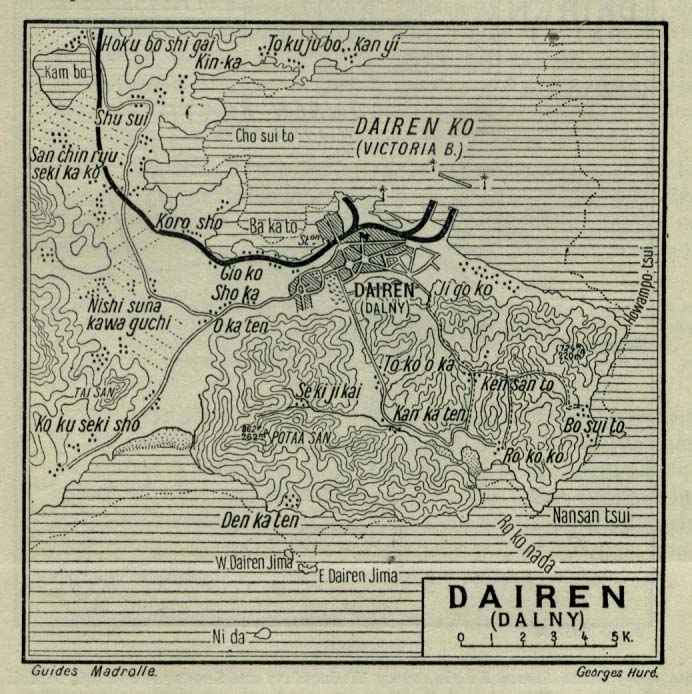 Hoku bo shi gai
To ku ju bo. Kan yi
Kin-ka
Kam bo
Shu sui
Cho sui to
DAIREN KO
(VICTORIA B.)
San chin ryu
seki ka ko
Koro sho
Ba ka to
Ston
Gio ko
Sho ka
DAIREN
(DALNY)
Ji go ko
Howampo-tsui
Nishi suna
kawa guchi
O ka ten
To ko o ka
Ken san to
TAI SAN
Se ki ji kai
Kan ka ten
Bo sui to
Ko ku seki sho
862p
263m
POTAA SAN
Ro ko ko
Den ka ten
Nansan tsui
Ro ko nada
W. Dairen Jima
E Dairen Jima
Ni da
DAIREN
(DALNY)
0 1 2 3 4 5 K.
Guides Madrolle.
Georges Huré.